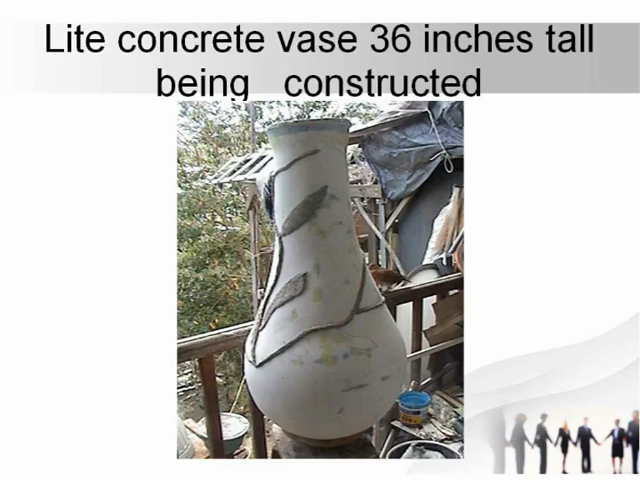 Lite concrete vase 36 inches tall
being   constructed